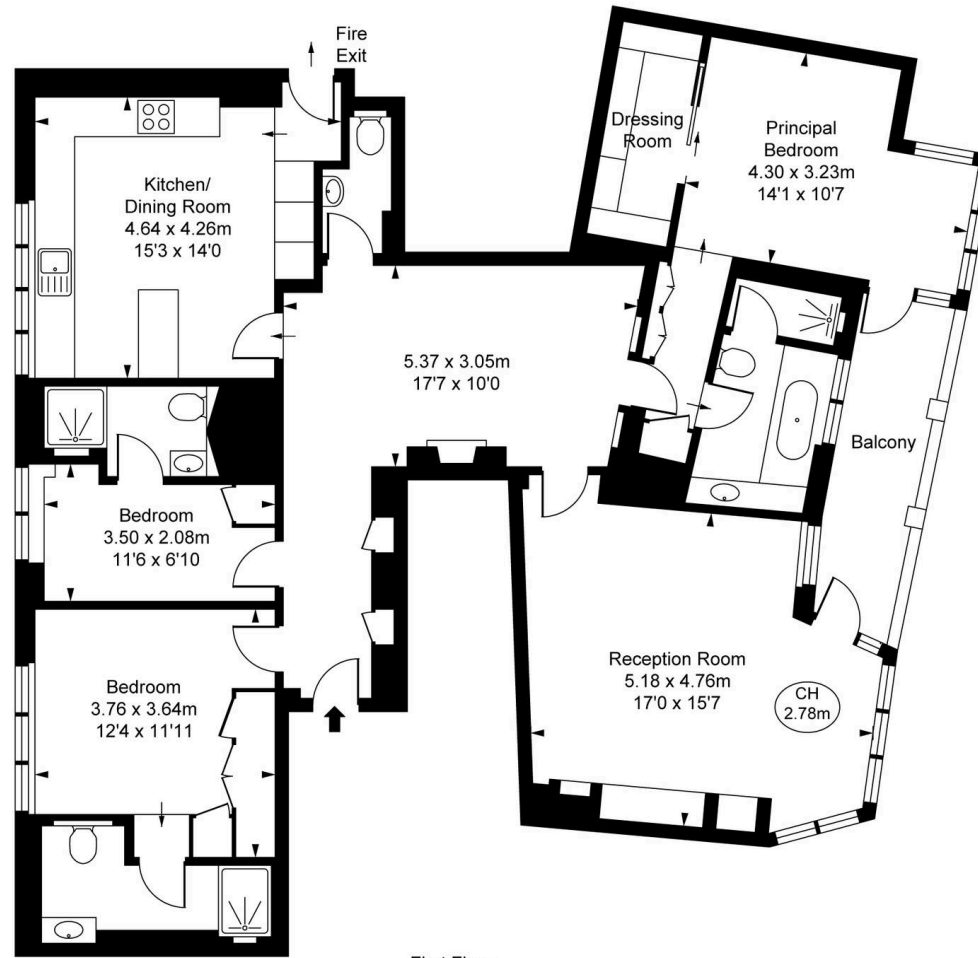 Fire
Exit
Dressing
Room
Principal
Bedroom
4.30 x 3.23m
14'1 x 10'7
Kitchen/
Dining Room
4.64 x 4.26m
15'3 x 14'0
5.37 x 3.05m
17'7 x 10'0
Balcony
Bedroom
3.50 x 2.08m
11'6 x 6'10
Reception Room
5.18 x 4.76m
17'0 x 15'7
CH
2.78m
Bedroom
3.76 x 3.64m
12'4 x 11'11